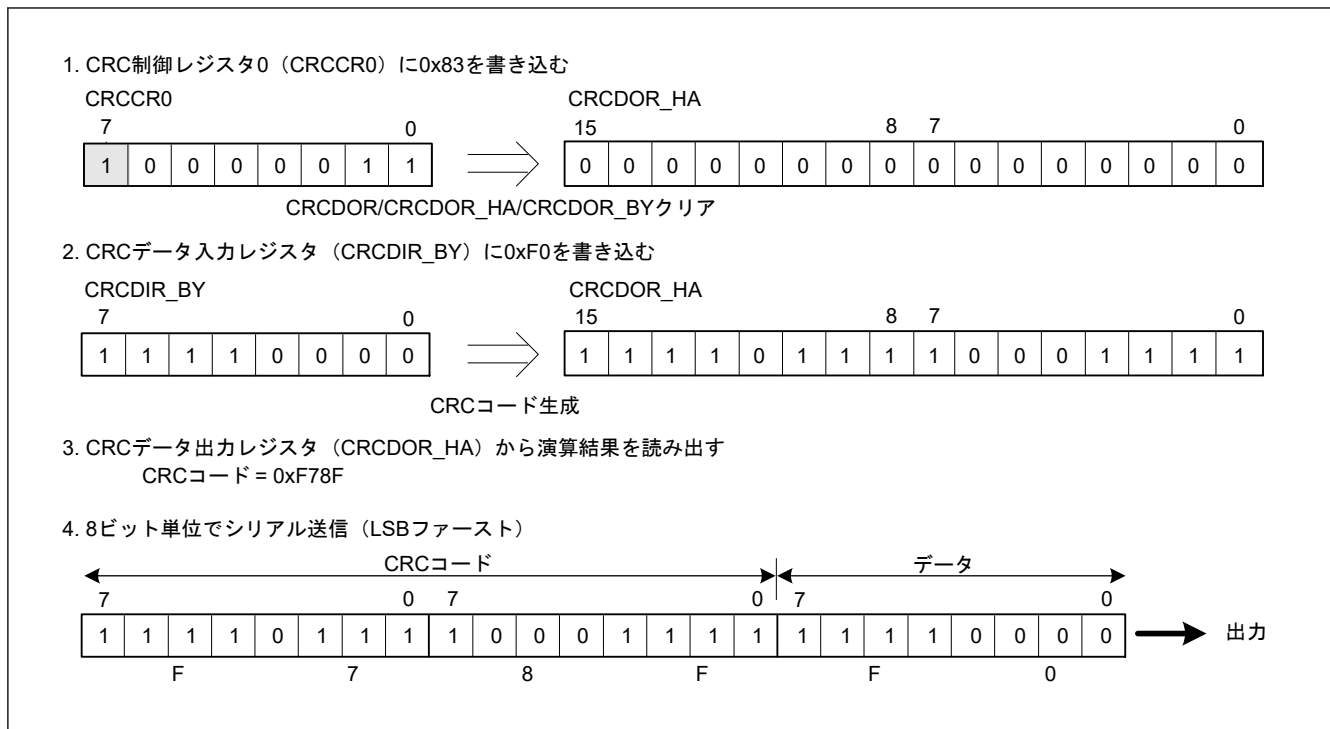 1. CRC制御レジスタ0（CRCCR0）に0x83を書き込む
CRCCR0 CRCDOR_HA
7 0 15 8 7 0
1 0 0 0 0 0 1 1 0 0 0 0 0 0 0 0 0 0 0 0 0 0 0 0
CRCDOR/CRCDOR_HA/CRCDOR_BYクリア
2. CRCデータ入力レジスタ（CRCDIR_BY）に0xF0を書き込む
CRCDIR_BY CRCDOR_HA
7 0 15 8 7 0
1 1 1 1 0 0 0 0 1 1 1 1 0 1 1 1 1 0 0 0 1 1 1 1
CRCコード生成
3. CRCデータ出力レジスタ（CRCDOR_HA）から演算結果を読み出す
CRCコード = 0xF78F
4. 8ビット単位でシリアル送信（LSBファースト）
CRCコード データ
7 0 7 0 7 0
1 1 1 1 0 1 1 1 1 0 0 0 1 1 1 1 1 1 1 1 0 0 0 0 出力
F 7 8 F F 0